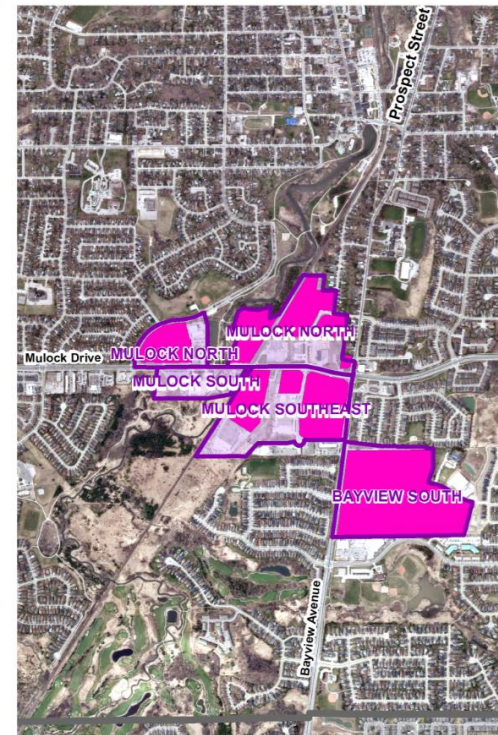 Prospect Street
MULOCK NORTH
Mulock Drive
MULOCK NORTH
MULOCK SOUTH
MULOCK SOUTHEAST
BAYVIEW SOUTH
Bayview Avenue